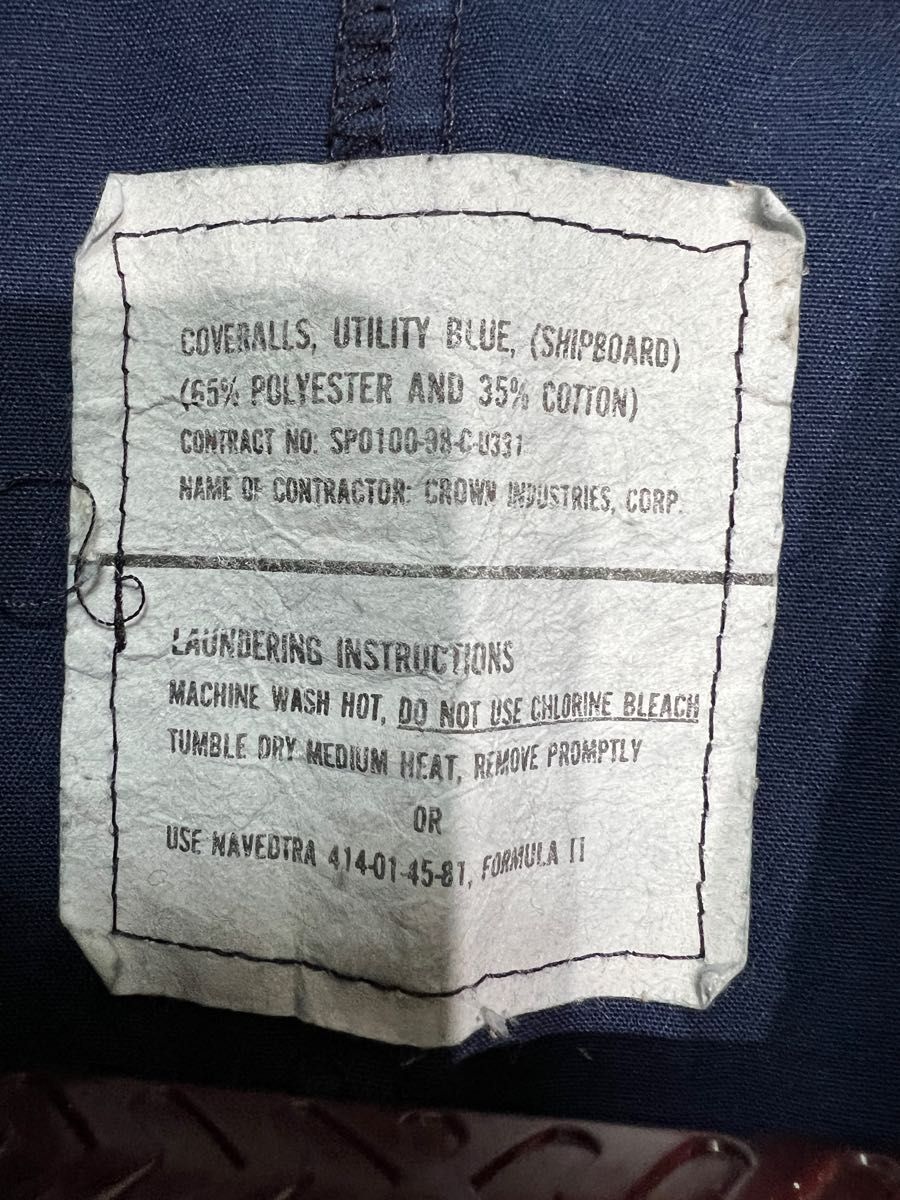 COVERALLS, UTILITY BLUE, (SHIPBOARD)
(65% POLYESTER AND 35% COTTON)
CONTRACT NO: SP0100-98-C-0331
NAME OF CONTRACTOR: CROWN INDUSTRIES, CORP.
LAUNDERING INSTRUCTIONS
MACHINE WASH HOT, DO NOT USE CHLORINE BLEACH
TUMBLE DRY MEDIUM HEAT, REMOVE PROMPTLY
OR
USE NAVEDTRA 414-01-45-81, FORMULA II